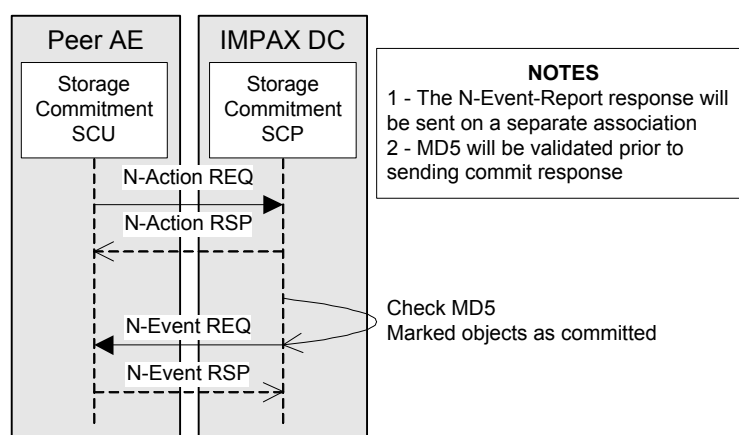 Peer AE
IMPAX DC
Storage
Commitment
SCU
Storage
Commitment
SCP
NOTES
1 - The N-Event-Report response will
be sent on a separate association
2 - MD5 will be validated prior to
sending commit response
N-Action REQ
N-Action RSP
Check MD5
Marked objects as committed
N-Event REQ
N-Event RSP